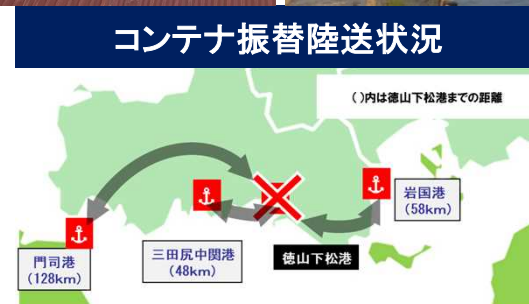 コンテナ振替陸送状況
( )内は徳山下松港までの距離
岩国港
(58km)
三田尻中関港
(48km)
徳山下松港
門司港
(128km)